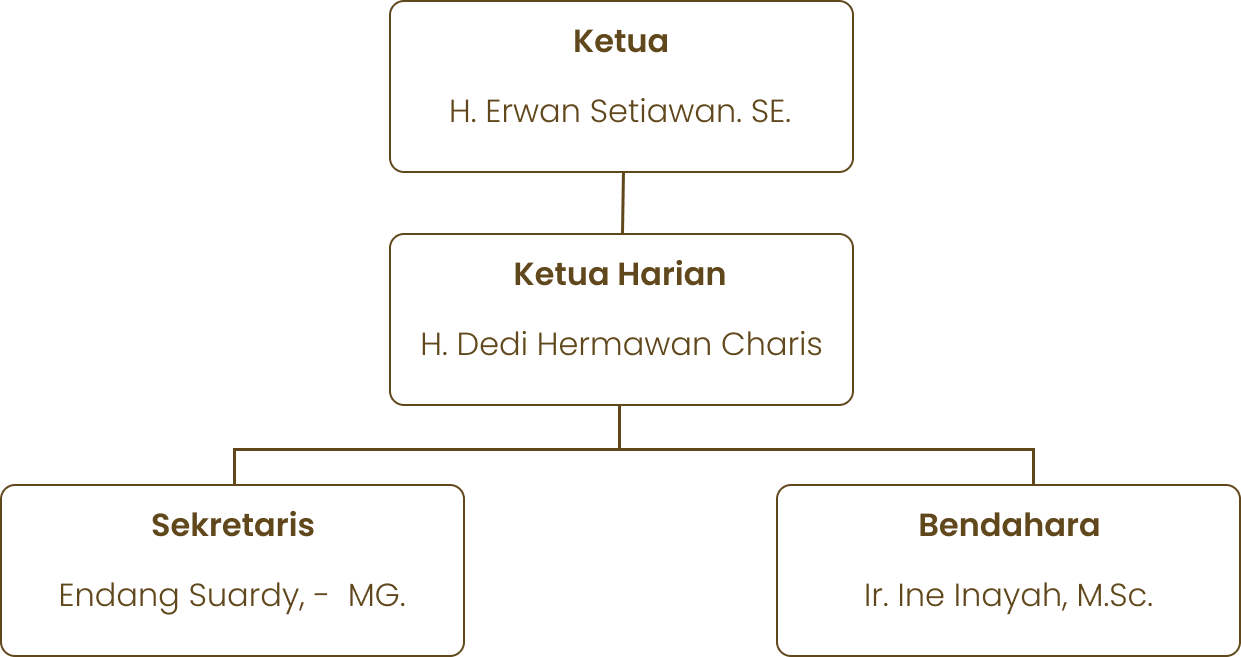 Ketua
H. Erwan Setiawan. SE.
Ketua Harian
H. Dedi Hermawan Charis
Sekretaris
Endang Suardy, -  MG.
Bendahara
Ir. Ine Inayah, M.Sc.